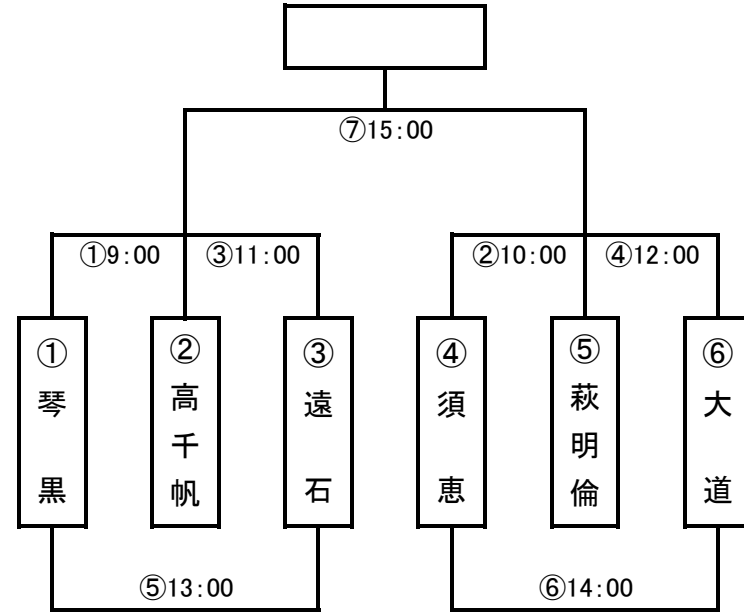 ⑦15:00
①9:00
③11:00
②10:00
④12:00
①琴黒
②高千帆
③遠石
④須恵
⑤萩明倫
⑥大道
⑤13:00
⑥14:00